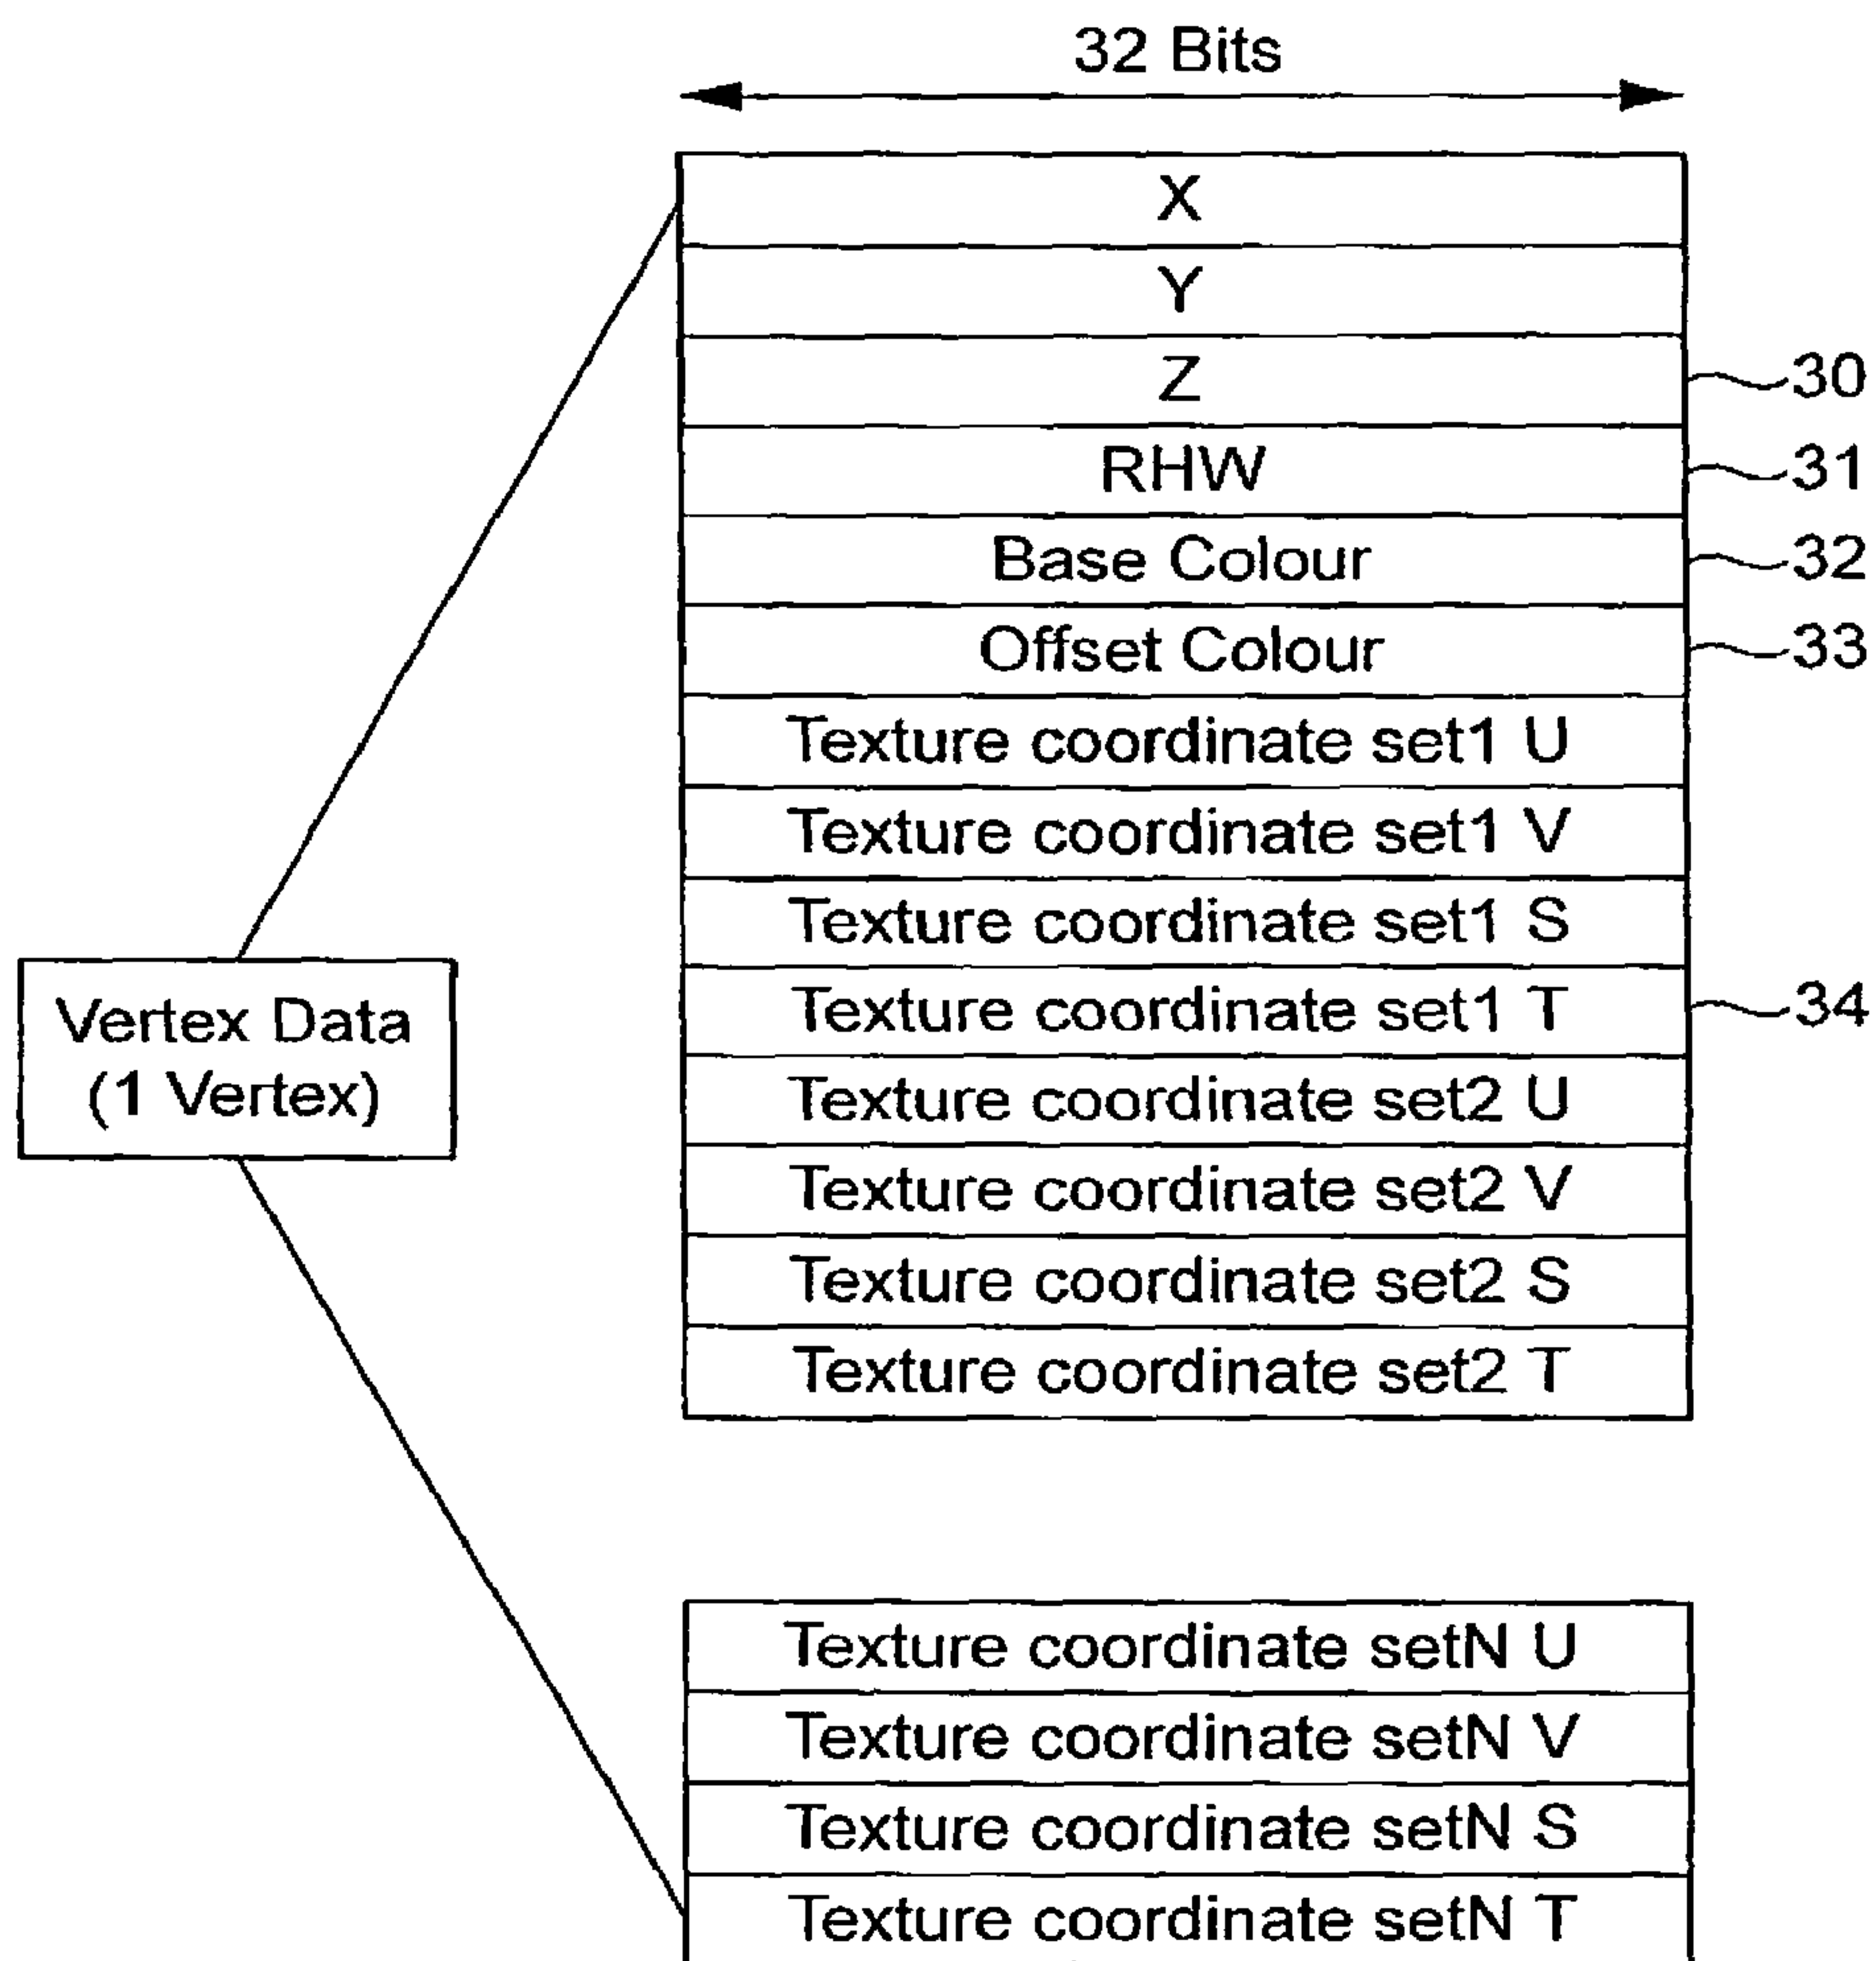 32 Bits
X
Y
Z
30
RHW
31
Base Colour
32
Offset Colour
33
Texture coordinate set1 U
Texture coordinate set1 V
Texture coordinate set1 S
Texture coordinate set1 T
34
Texture coordinate set2 U
Texture coordinate set2 V
Texture coordinate set2 S
Texture coordinate set2 T
Vertex Data
(1 Vertex)
Texture coordinate setN U
Texture coordinate setN V
Texture coordinate setN S
Texture coordinate setN T